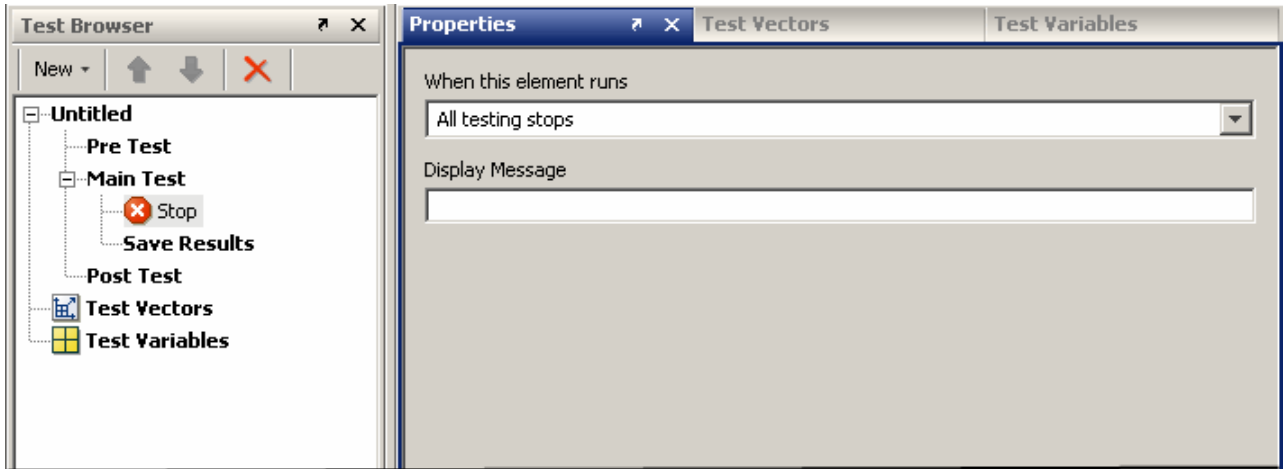 Test Browser
New
Untitled
Pre Test
Main Test
Stop
Save Results
Post Test
Test Vectors
Test Variables
Properties
Test Vectors
Test Variables
When this element runs
All testing stops
Display Message